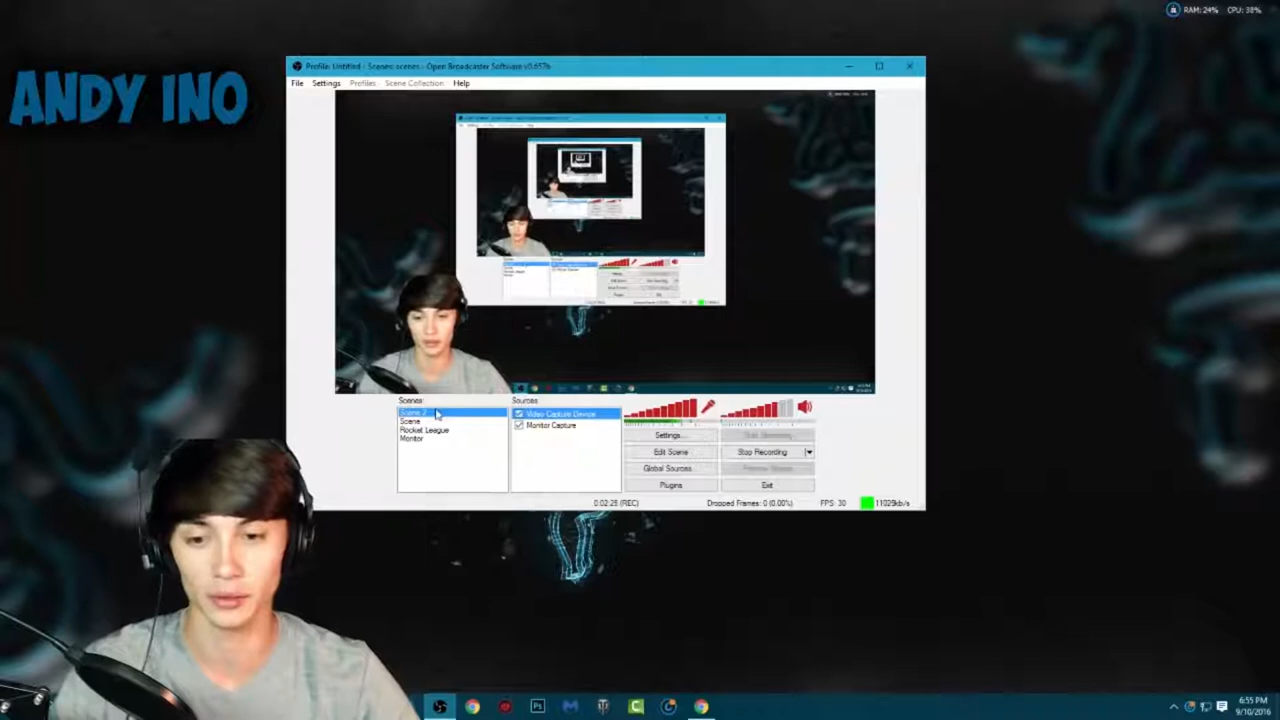 RAM: 24% CPU: 38%
ANDY INO
Profile: Untitled - Scenes: scenes - Open Broadcaster Software v0.657b
File Settings Profiles Scene Collection Help
Scenes:
Scene 2
Scene
Rocket League
Monitor
Sources:
Video Capture Device
Monitor Capture
Settings...
Edit Scene
Global Sources
Plugins
Stop Recording
Exit
0:02:25 (REC)
Dropped Frames: 0 (0.00%)
FPS: 30
11029kb/s
6:55 PM
9/10/2016